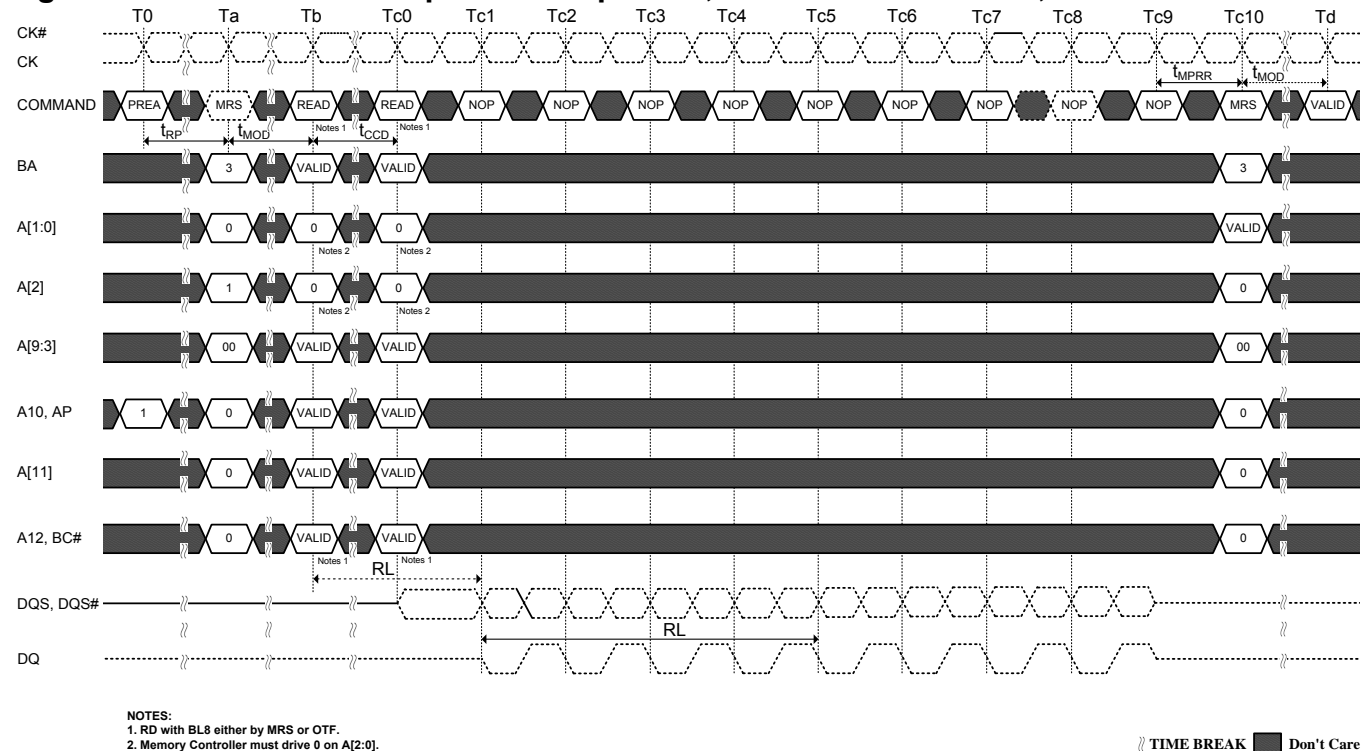 T0 Ta Tb Tc0 Tc1 Tc2 Tc3 Tc4 Tc5 Tc6 Tc7 Tc8 Tc9 Tc10 Td
CK#
CK
tMPRR tMOD
COMMAND PREA MRS READ READ NOP NOP NOP NOP NOP NOP NOP NOP NOP MRS VALID
Notes 1 Notes 1
tRP tMOD tCCD
BA 3 VALID VALID 3
A[1:0] 0 0 0 VALID
Notes 2 Notes 2
A[2] 1 0 0 0
Notes 2 Notes 2
A[9:3] 00 VALID VALID 00
A10, AP 1 0 VALID VALID 0
A[11] 0 VALID VALID 0
A12, BC# 0 VALID VALID 0
Notes 1 Notes 1
RL
DQS, DQS#
RL
DQ
NOTES:
1. RD with BL8 either by MRS or OTF.
2. Memory Controller must drive 0 on A[2:0].
TIME BREAK Don't Care